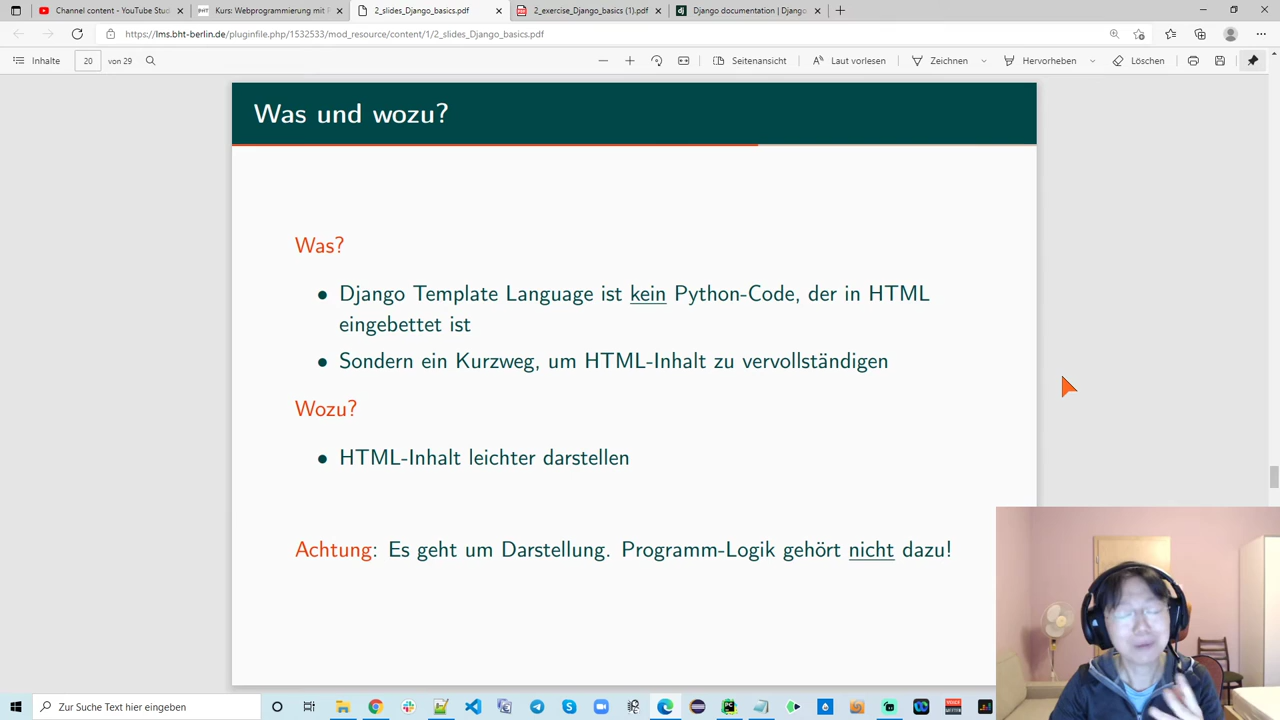 Channel content - YouTube Stud
Kurs: Webprogrammierung mit F
2_slides_Django_basics.pdf
2_exercise_Django_basics (1).pdf
Django documentation | Django
https://lms.bht-berlin.de/pluginfile.php/1532533/mod_resource/content/1/2_slides_Django_basics.pdf
Inhalte 20 von 29 Seitenansicht Laut vorlesen Zeichnen Hervorheben Löschen
Was und wozu?
Was?
• Django Template Language ist kein Python-Code, der in HTML
eingebettet ist
• Sondern ein Kurzweg, um HTML-Inhalt zu vervollständigen
Wozu?
• HTML-Inhalt leichter darstellen
Achtung: Es geht um Darstellung. Programm-Logik gehört nicht dazu!
Zur Suche Text hier eingeben